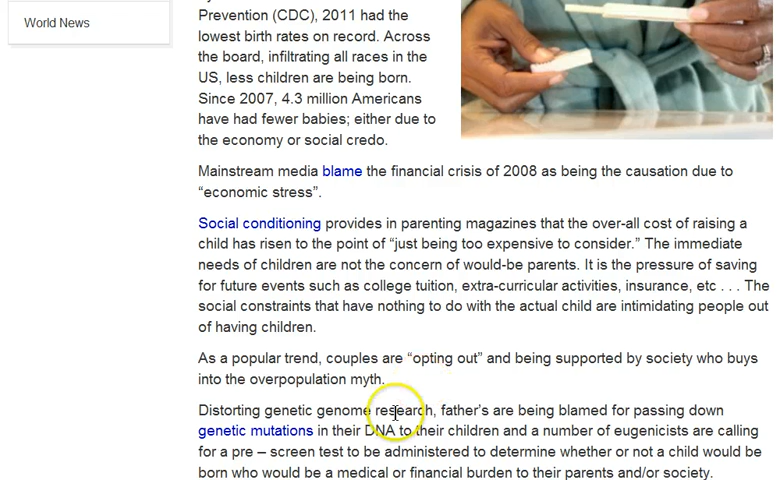 World News
Prevention (CDC), 2011 had the
lowest birth rates on record. Across
the board, infiltrating all races in the
US, less children are being born.
Since 2007, 4.3 million Americans
have had fewer babies; either due to
the economy or social credo.
Mainstream media blame the financial crisis of 2008 as being the causation due to
“economic stress”.
Social conditioning provides in parenting magazines that the over-all cost of raising a
child has risen to the point of “just being too expensive to consider.” The immediate
needs of children are not the concern of would-be parents. It is the pressure of saving
for future events such as college tuition, extra-curricular activities, insurance, etc . . . The
social constraints that have nothing to do with the actual child are intimidating people out
of having children.
As a popular trend, couples are “opting out” and being supported by society who buys
into the overpopulation myth.
Distorting genetic genome research, father’s are being blamed for passing down
genetic mutations in their DNA to their children and a number of eugenicists are calling
for a pre – screen test to be administered to determine whether or not a child would be
born who would be a medical or financial burden to their parents and/or society.